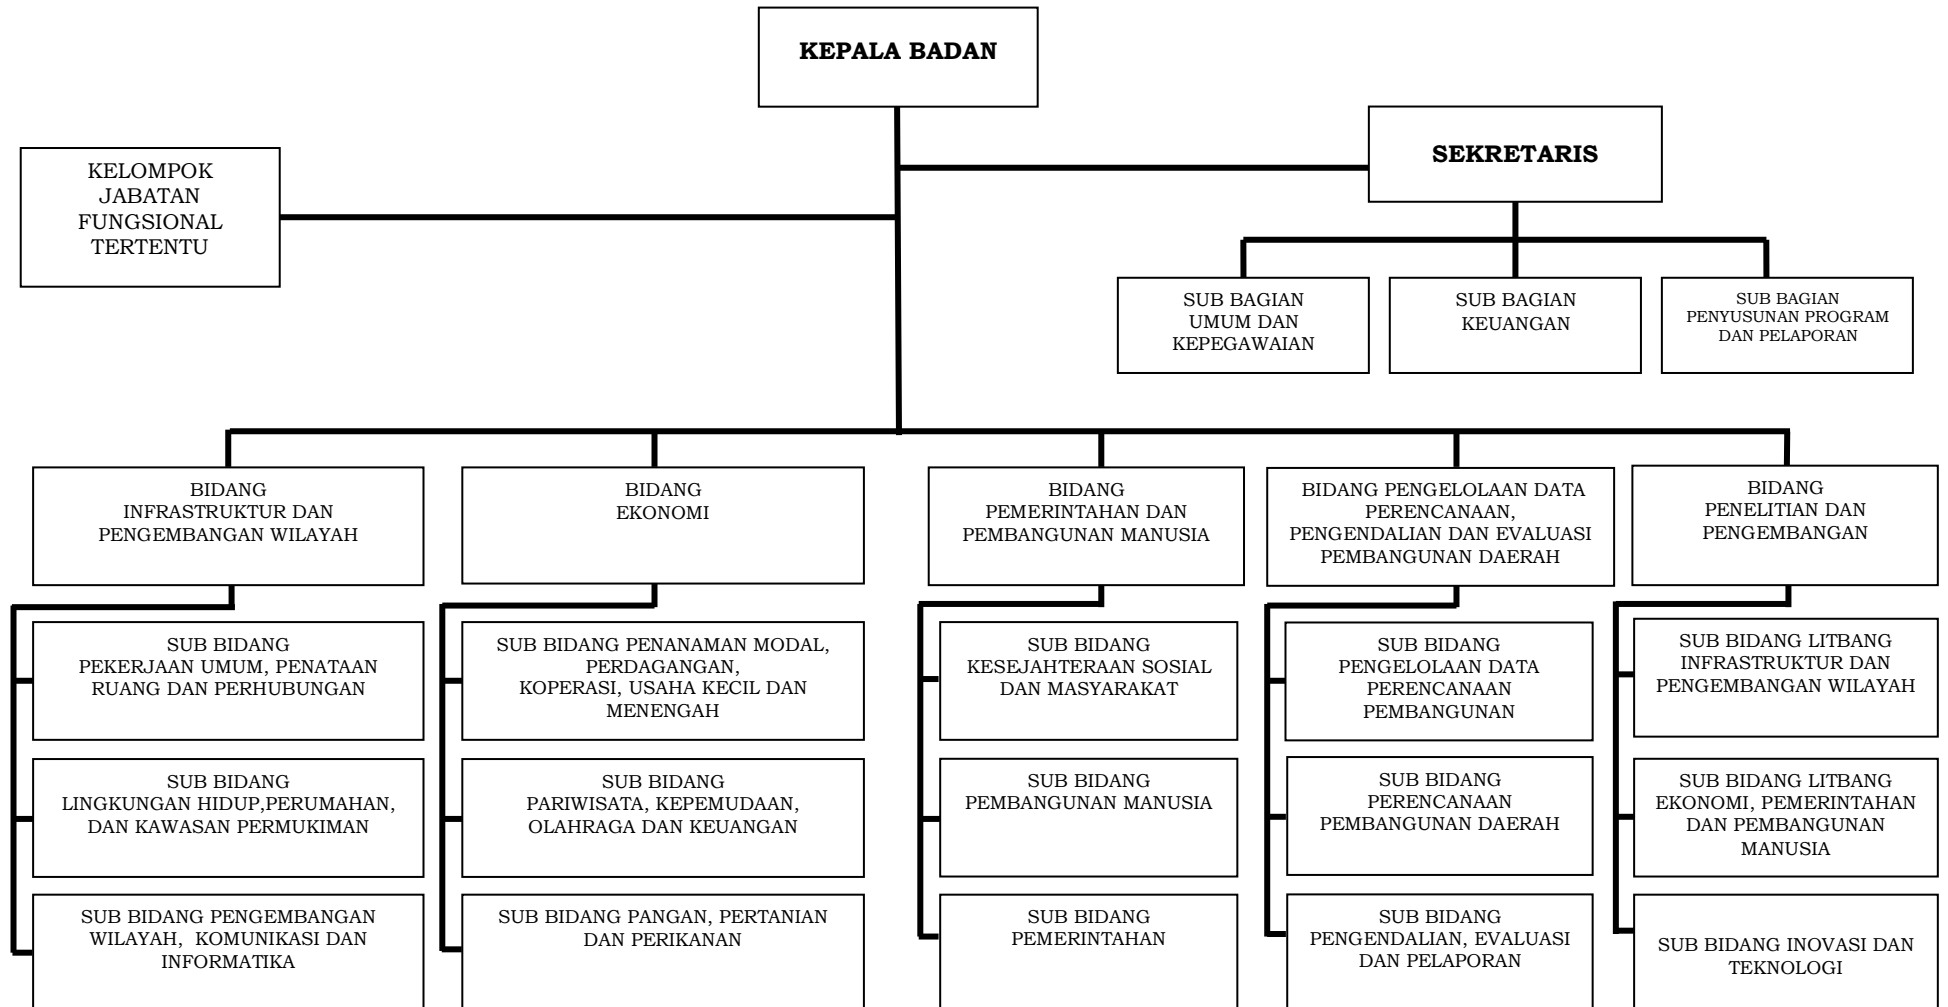 KEPALA BADAN
SEKRETARIS
KELOMPOK
JABATAN
FUNGSIONAL
TERTENTU
SUB BAGIAN
UMUM DAN
KEPEGAWAIAN
SUB BAGIAN
KEUANGAN
SUB BAGIAN
PENYUSUNAN PROGRAM
DAN PELAPORAN
BIDANG
INFRASTRUKTUR DAN
PENGEMBANGAN WILAYAH
BIDANG
EKONOMI
BIDANG
PEMERINTAHAN DAN
PEMBANGUNAN MANUSIA
BIDANG PENGELOLAAN DATA
PERENCANAAN,
PENGENDALIAN DAN EVALUASI
PEMBANGUNAN DAERAH
BIDANG
PENELITIAN DAN
PENGEMBANGAN
SUB BIDANG
PEKERJAAN UMUM, PENATAAN
RUANG DAN PERHUBUNGAN
SUB BIDANG PENANAMAN MODAL,
PERDAGANGAN,
KOPERASI, USAHA KECIL DAN
MENENGAH
SUB BIDANG
KESEJAHTERAAN SOSIAL
DAN MASYARAKAT
SUB BIDANG
PENGELOLAAN DATA
PERENCANAAN
PEMBANGUNAN
SUB BIDANG LITBANG
INFRASTRUKTUR DAN
PENGEMBANGAN WILAYAH
SUB BIDANG
LINGKUNGAN HIDUP,PERUMAHAN,
DAN KAWASAN PERMUKIMAN
SUB BIDANG
PARIWISATA, KEPEMUDAAN,
OLAHRAGA DAN KEUANGAN
SUB BIDANG
PEMBANGUNAN MANUSIA
SUB BIDANG
PERENCANAAN
PEMBANGUNAN DAERAH
SUB BIDANG LITBANG
EKONOMI, PEMERINTAHAN
DAN PEMBANGUNAN
MANUSIA
SUB BIDANG PENGEMBANGAN
WILAYAH, KOMUNIKASI DAN
INFORMATIKA
SUB BIDANG PANGAN, PERTANIAN
DAN PERIKANAN
SUB BIDANG
PEMERINTAHAN
SUB BIDANG
PENGENDALIAN, EVALUASI
DAN PELAPORAN
SUB BIDANG INOVASI DAN
TEKNOLOGI